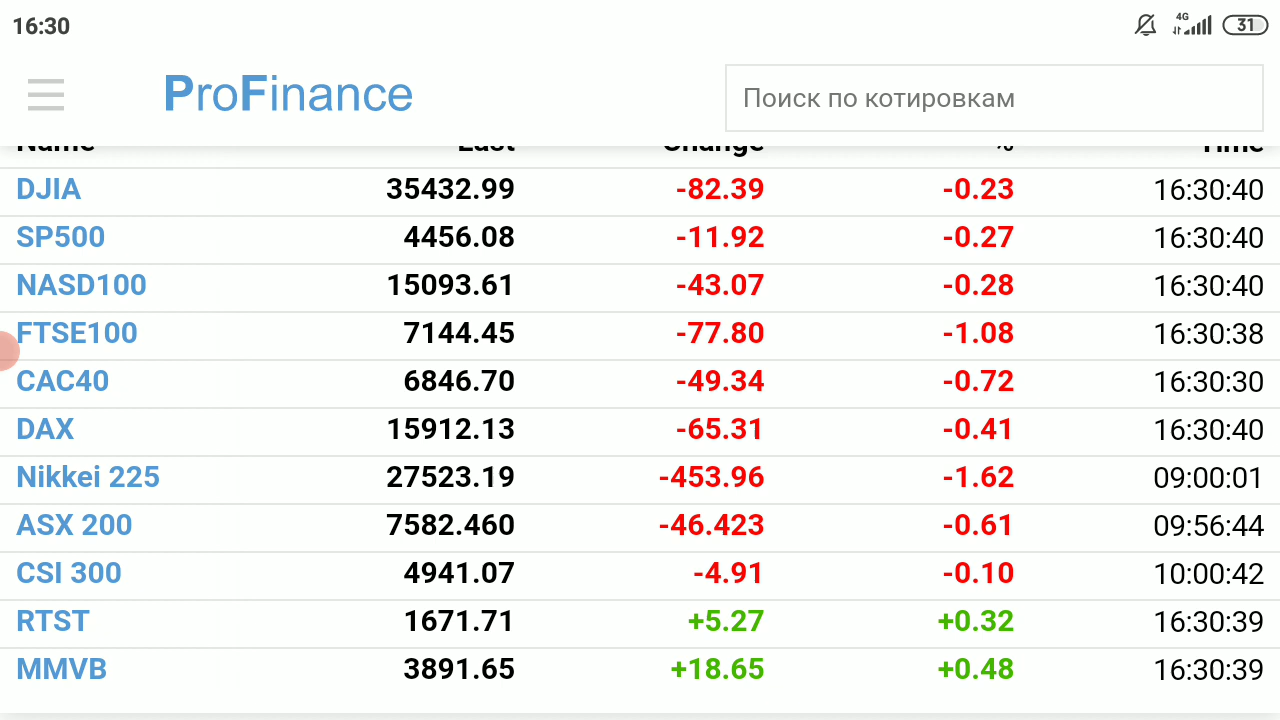 16:30 4G 31
ProFinance Поиск по котировкам
Name Last Change % Time
DJIA 35432.99 -82.39 -0.23 16:30:40
SP500 4456.08 -11.92 -0.27 16:30:40
NASD100 15093.61 -43.07 -0.28 16:30:40
FTSE100 7144.45 -77.80 -1.08 16:30:38
CAC40 6846.70 -49.34 -0.72 16:30:30
DAX 15912.13 -65.31 -0.41 16:30:40
Nikkei 225 27523.19 -453.96 -1.62 09:00:01
ASX 200 7582.460 -46.423 -0.61 09:56:44
CSI 300 4941.07 -4.91 -0.10 10:00:42
RTST 1671.71 +5.27 +0.32 16:30:39
MMVB 3891.65 +18.65 +0.48 16:30:39